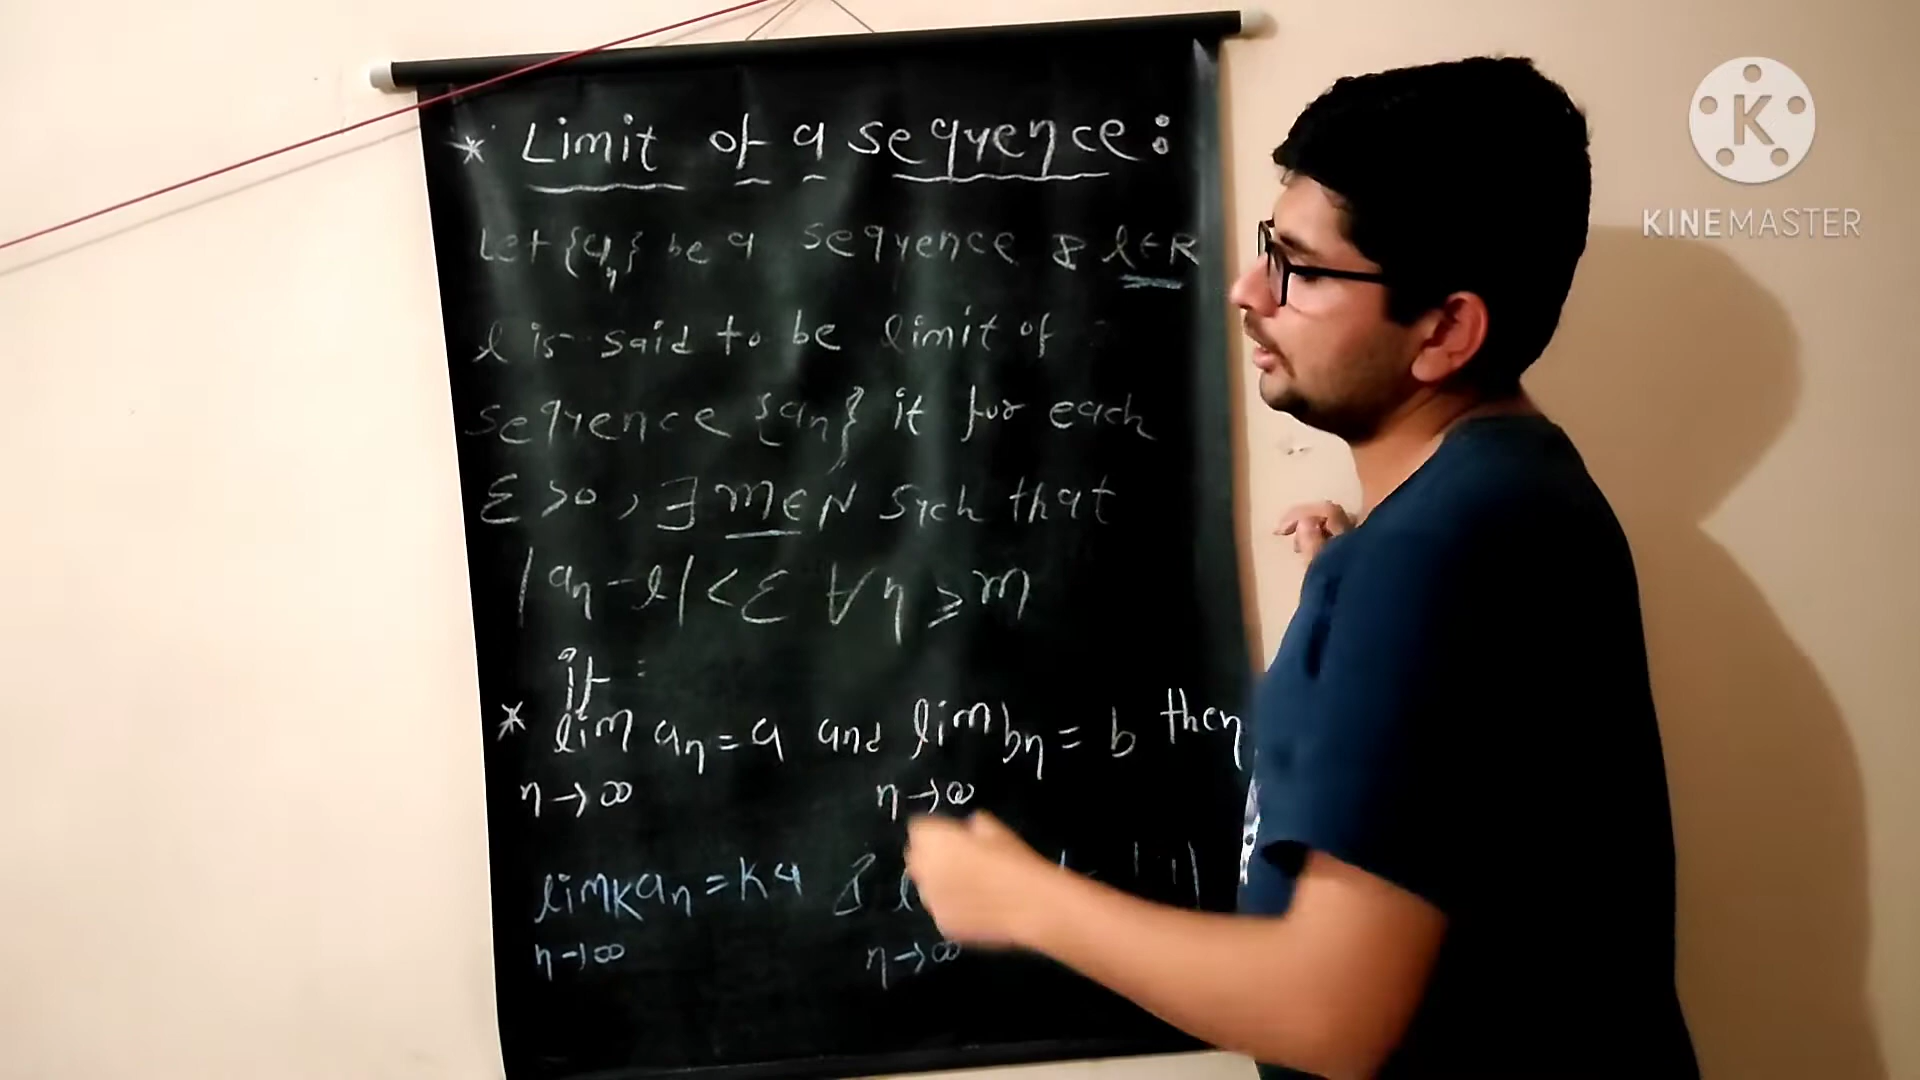 * Limit of a sequence:
Let {an} be a sequence & l∈R
l is said to be limit of
sequence {an} if for each
ε>0, ∃ m∈N such that
|an-l|<ε ∀n≥m
if
* lim an=a and lim bn=b then
n→∞ n→∞
lim kan=ka &
n→∞ n→∞
K
KINEMASTER